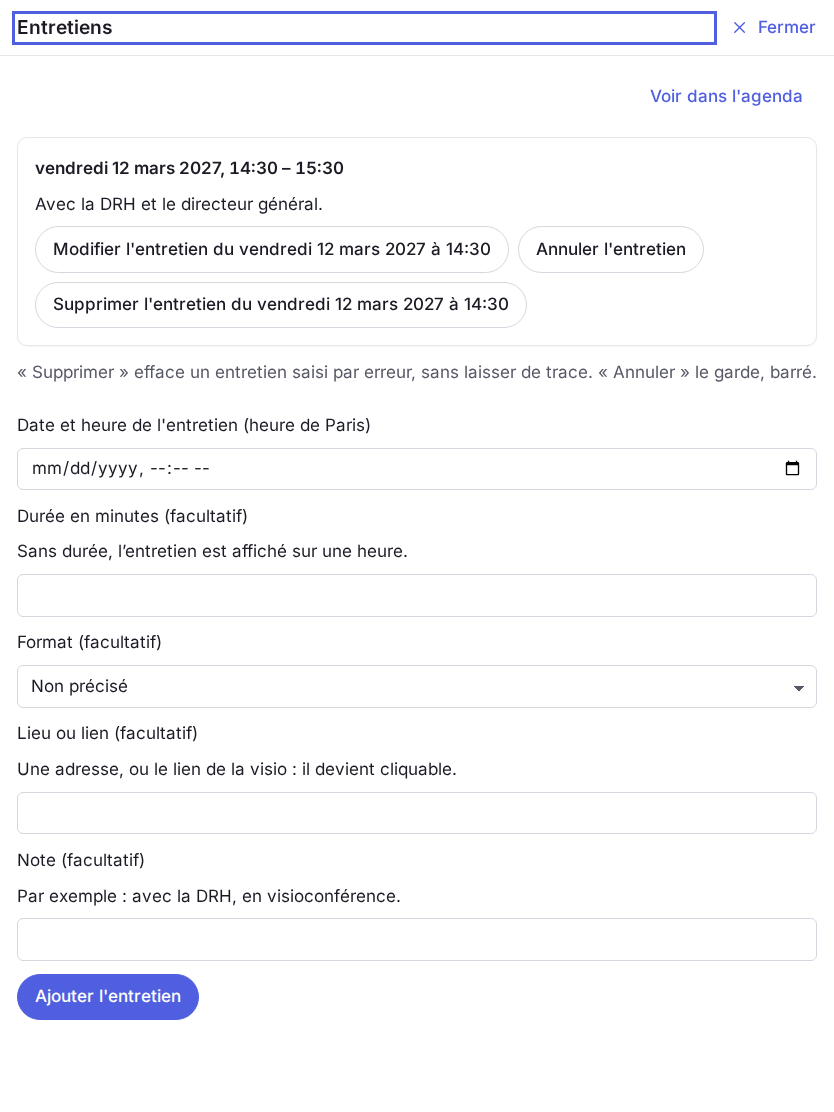 Entretiens
Fermer
Voir dans l'agenda
vendredi 12 mars 2027, 14:30 – 15:30
Avec la DRH et le directeur général.
Modifier l'entretien du vendredi 12 mars 2027 à 14:30
Annuler l'entretien
Supprimer l'entretien du vendredi 12 mars 2027 à 14:30
« Supprimer » efface un entretien saisi par erreur, sans laisser de trace. « Annuler » le garde, barré.
Date et heure de l'entretien (heure de Paris)
mm/dd/yyyy, --:-- --
Durée en minutes (facultatif)
Sans durée, l’entretien est affiché sur une heure.
Format (facultatif)
Non précisé
Lieu ou lien (facultatif)
Une adresse, ou le lien de la visio : il devient cliquable.
Note (facultatif)
Par exemple : avec la DRH, en visioconférence.
Ajouter l'entretien